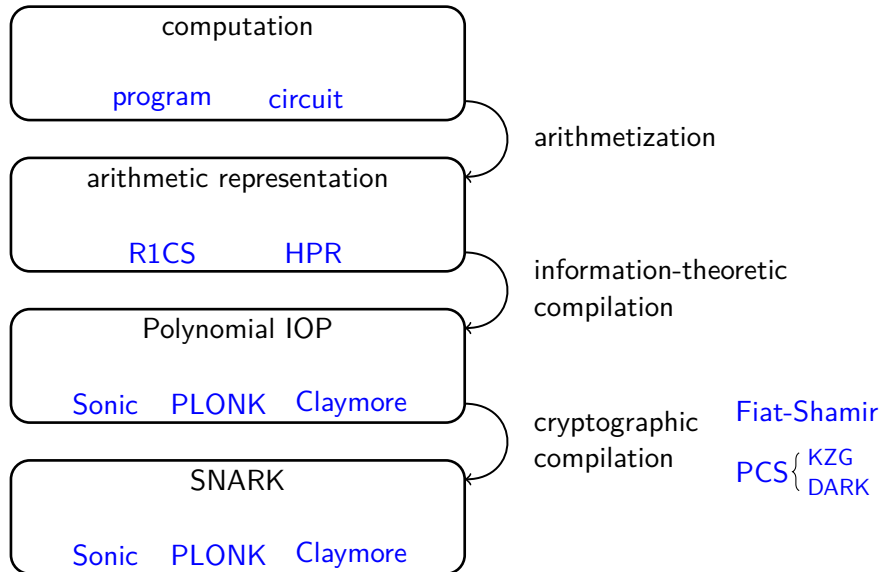 computation
program circuit
arithmetization
arithmetic representation
R1CS HPR
information-theoretic
compilation
Polynomial IOP
Sonic PLONK Claymore
cryptographic
compilation
Fiat-Shamir
PCS{ KZG
DARK
SNARK
Sonic PLONK Claymore